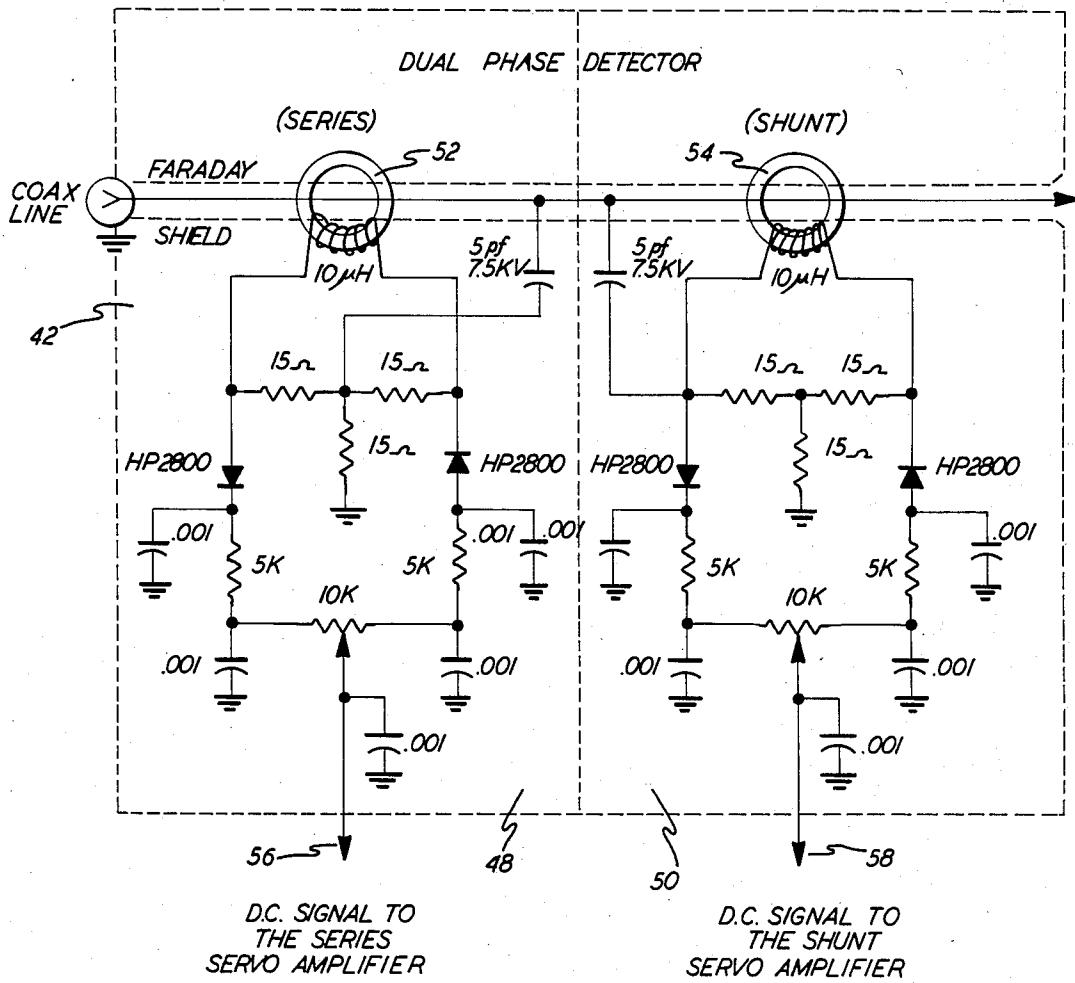 DUAL PHASE DETECTOR
(SERIES)
(SHUNT)
52
54
FARADAY
COAX
LINE
SHIELD
5pf
7.5KV
5pf
7.5KV
10μH
10μH
42
15Ω
15Ω
15Ω
15Ω
15Ω
15Ω
HP2800
HP2800
HP2800
HP2800
.001
.001
.001
.001
5K
5K
5K
5K
10K
10K
.001
.001
.001
.001
.001
.001
56
48
50
58
D.C. SIGNAL TO
THE SERIES
SERVO AMPLIFIER
D.C. SIGNAL TO
THE SHUNT
SERVO AMPLIFIER